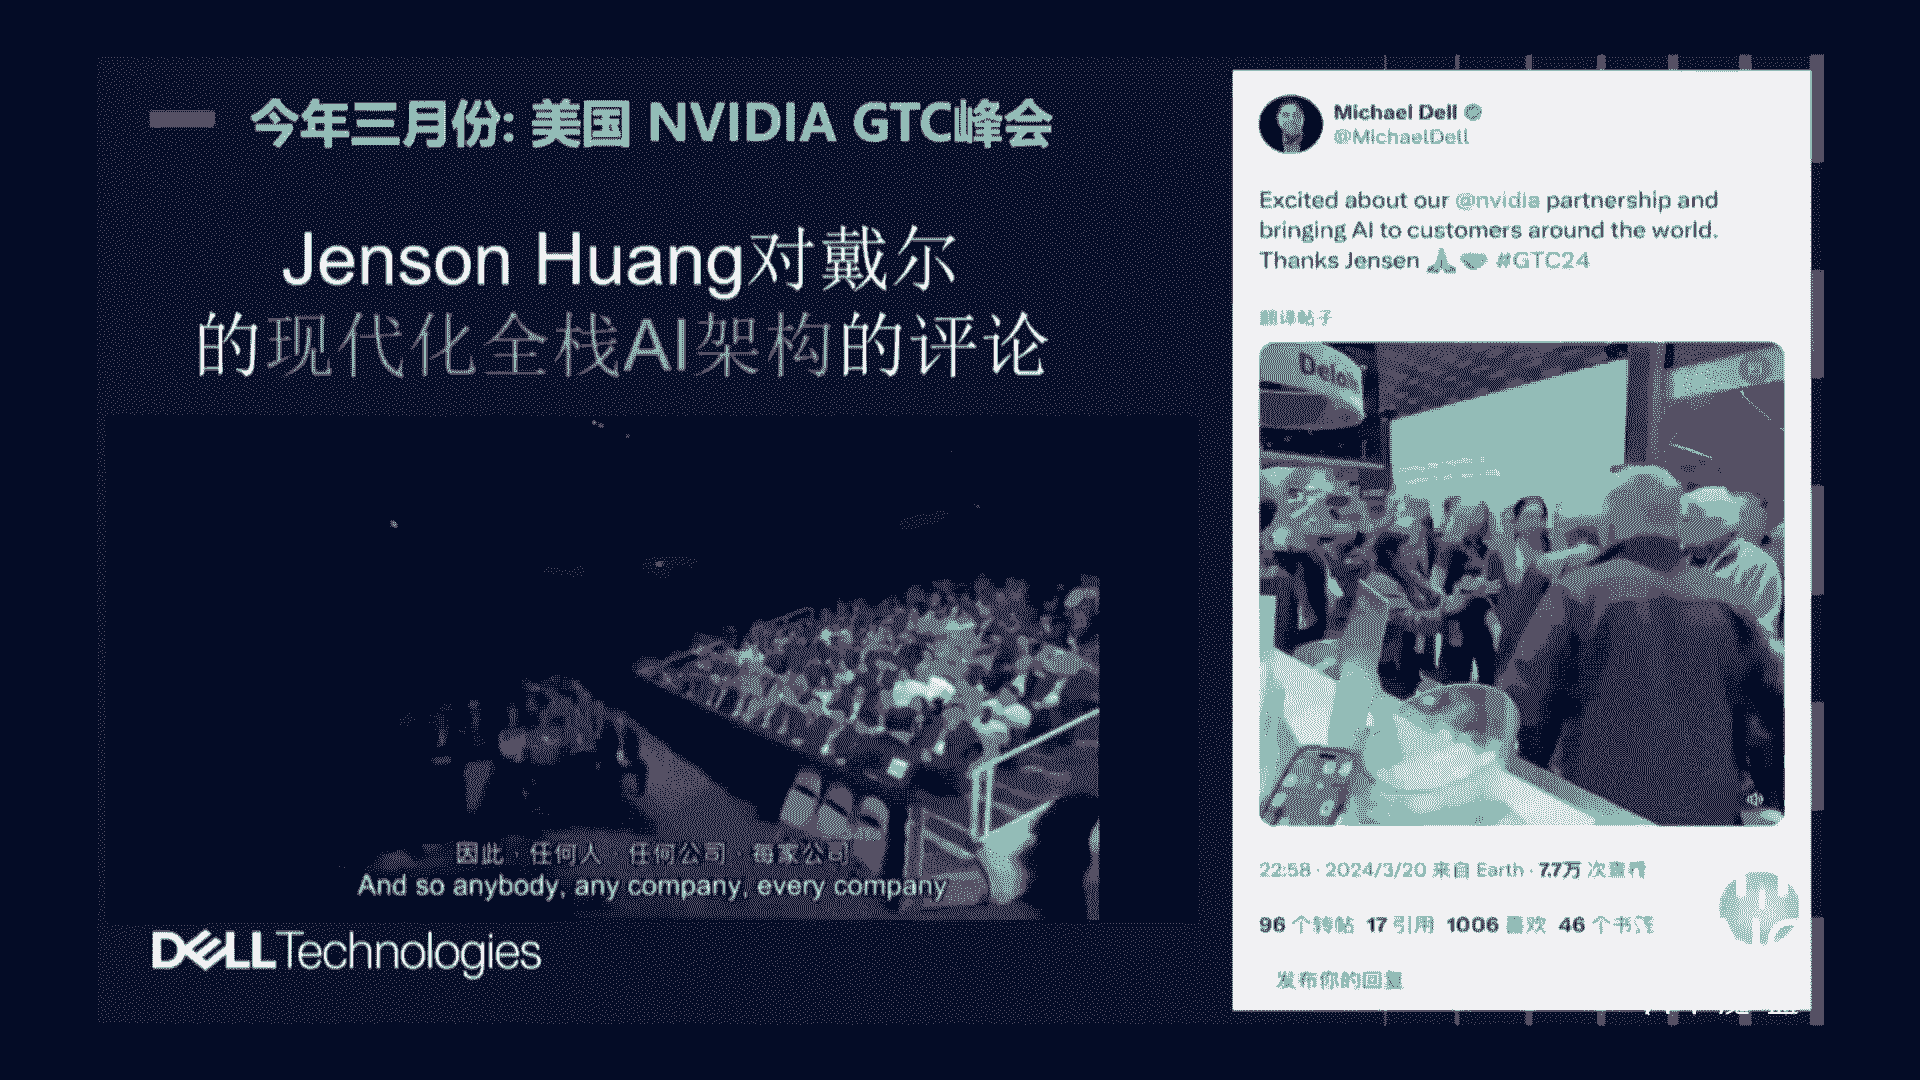 今年三月份: 美国 NVIDIA GTC峰会
Jenson Huang对戴尔
的现代化全栈AI架构的评论
因此 任何人 任何公司 每家公司
And so anybody, any company, every company
DELL Technologies
Michael Dell
@MichaelDell
Excited about our @nvidia partnership and
bringing AI to customers around the world.
Thanks Jensen 🙏🤝 #GTC24
翻译帖子
Deloitte
22:58 · 2024/3/20 来自 Earth · 7.7万 次查看
96 个转帖 17 引用 1006 喜欢 46 个书签
发布你的回复